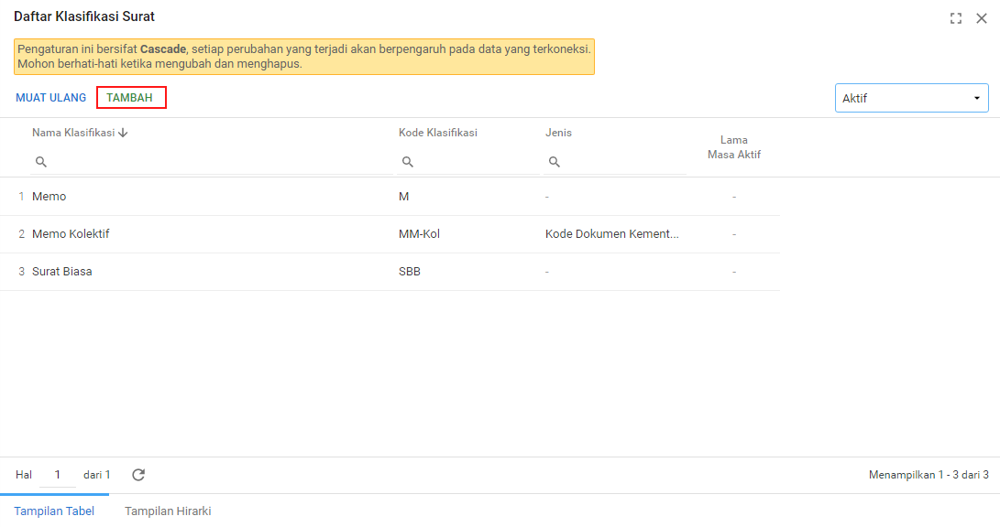 Daftar Klasifikasi Surat
Pengaturan ini bersifat Cascade, setiap perubahan yang terjadi akan berpengaruh pada data yang terkoneksi.
Mohon berhati-hati ketika mengubah dan menghapus.
MUAT ULANG TAMBAH Aktif
Nama Klasifikasi Kode Klasifikasi Jenis Lama
Masa Aktif
1 Memo M - -
2 Memo Kolektif MM-Kol Kode Dokumen Kement... -
3 Surat Biasa SBB - -
Hal 1 dari 1 Menampilkan 1 - 3 dari 3
Tampilan Tabel Tampilan Hirarki